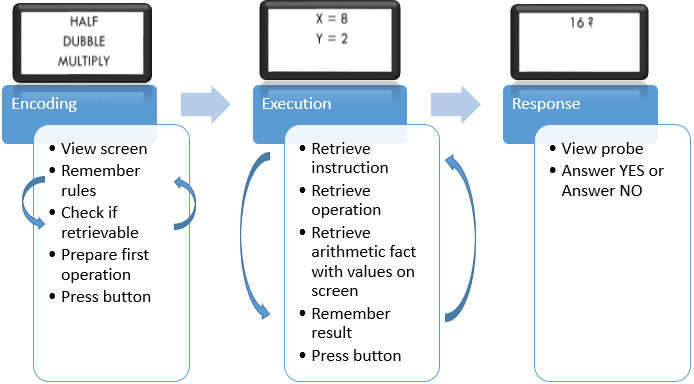 HALF
DUBBLE
MULTIPLY
Encoding
• View screen
• Remember
rules
• Check if
retrievable
• Prepare first
operation
• Press button
X = 8
Y = 2
Execution
• Retrieve
instruction
• Retrieve
operation
• Retrieve
arithmetic fact
with values on
screen
• Remember
result
• Press button
16 ?
Response
• View probe
• Answer YES or
Answer NO